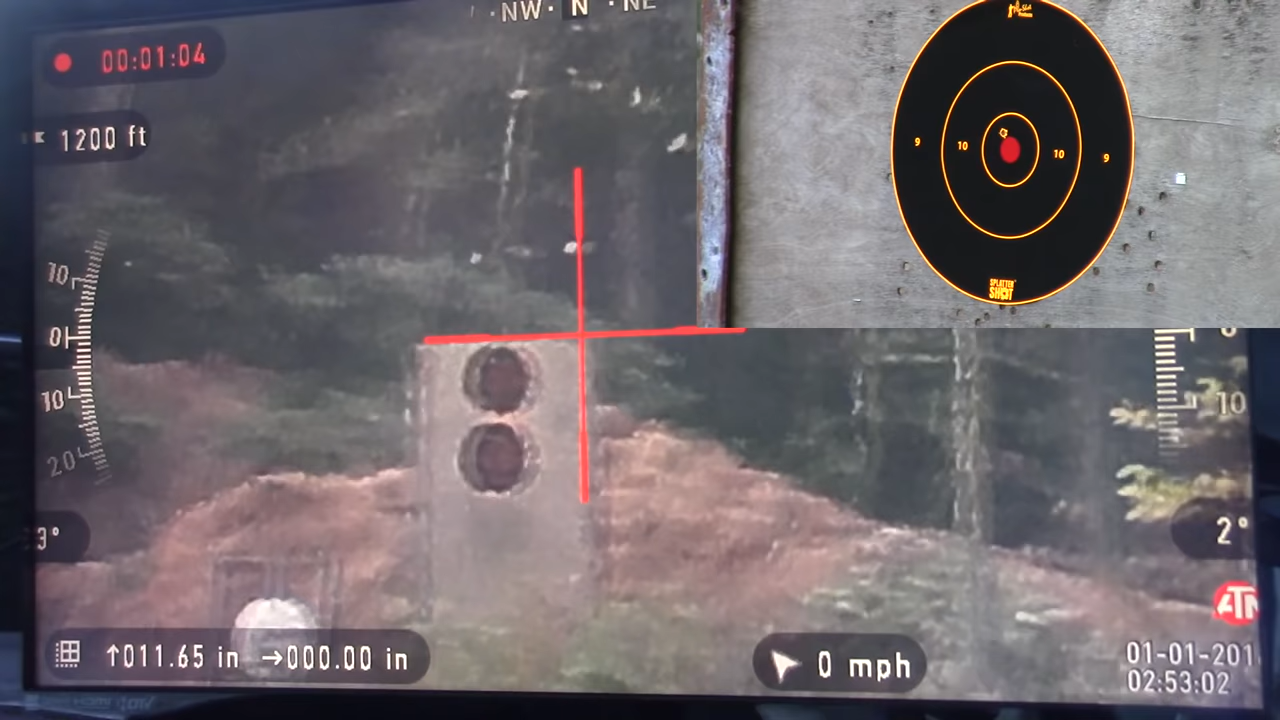 · NW · N · NE
00:01:04
1200 ft
10
0
10
20
3°
↑011.65 in →000.00 in
0 mph
10
2°
ATN
01-01-201
02:53:02
9 10 10 9
SPLATTER
SHOT